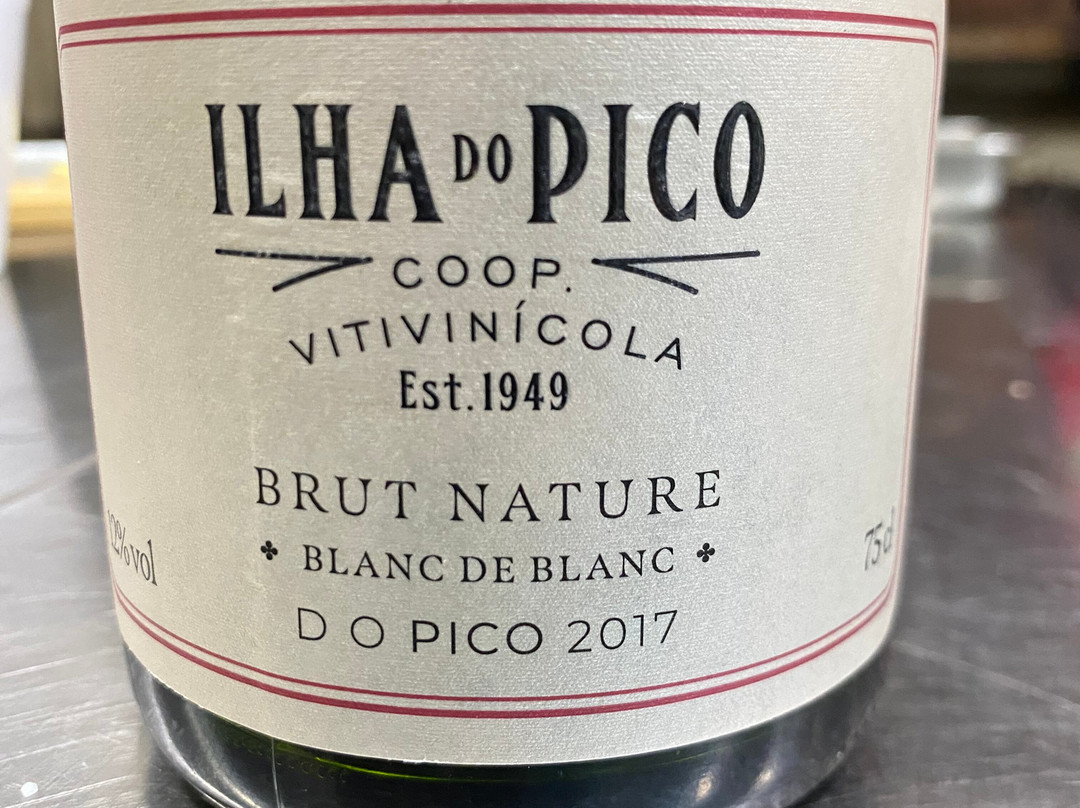 ILHA DO PICO
COOP.
VITIVINÍCOLA
Est.1949
BRUT NATURE
BLANC DE BLANC
12%vol
75cl
D O PICO 2017